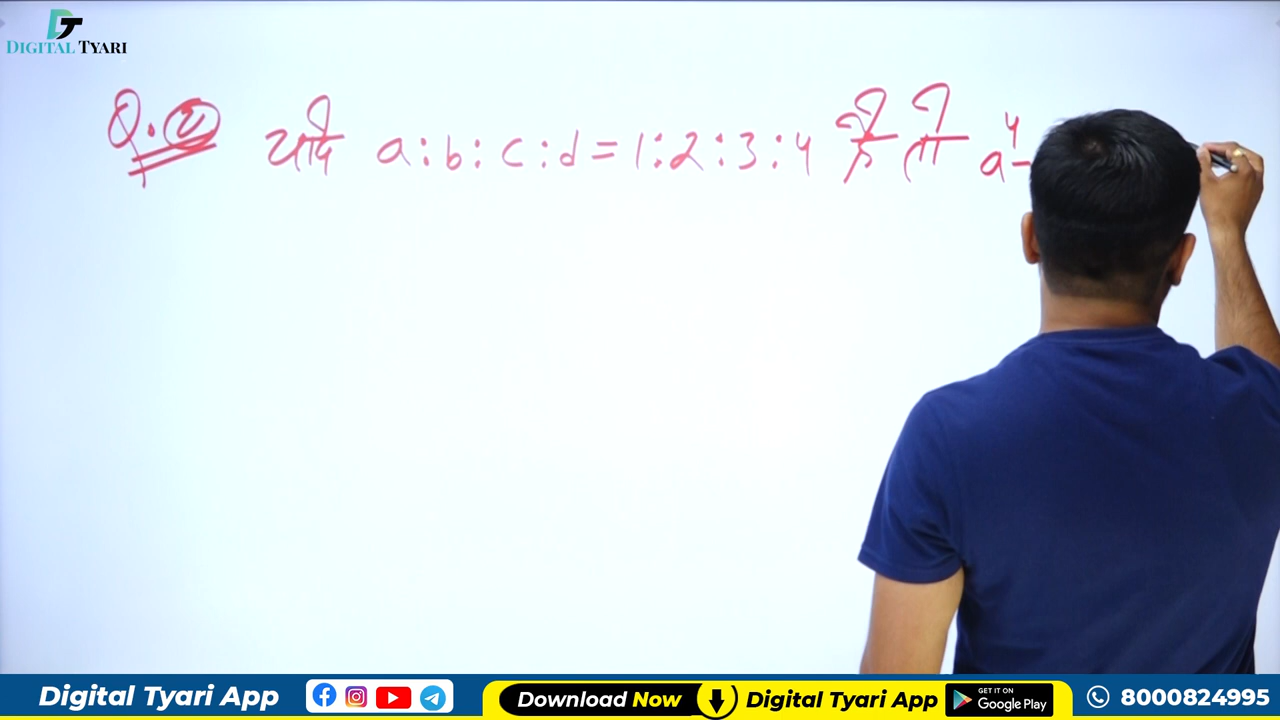 DT
DIGITAL TYARI
Q. 2 यदि a:b:c:d = 1:2:3:4 है तो a⁴ -
Digital Tyari App
Download Now
Digital Tyari App
GET IT ON
Google Play
8000824995